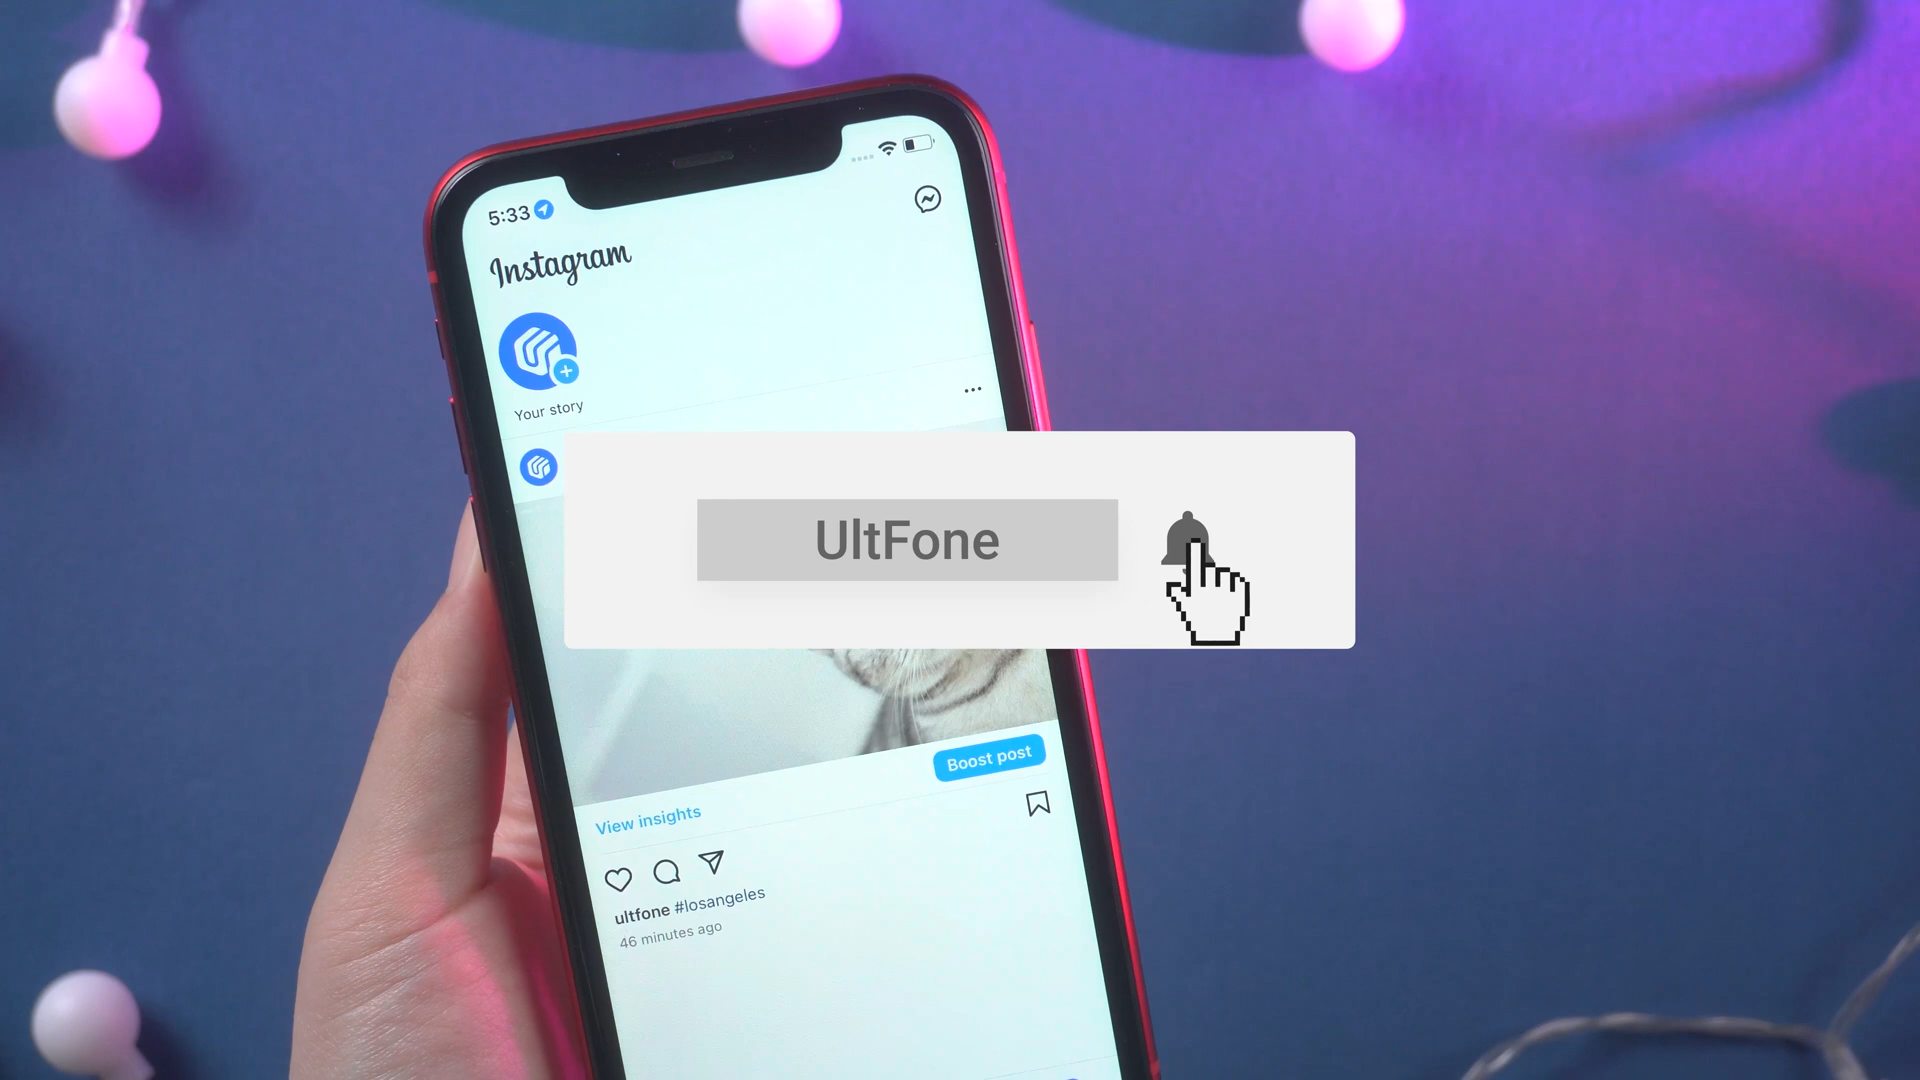 5:33
Instagram
Your story
UltFone
Boost post
View insights
ultfone #losangeles
46 minutes ago